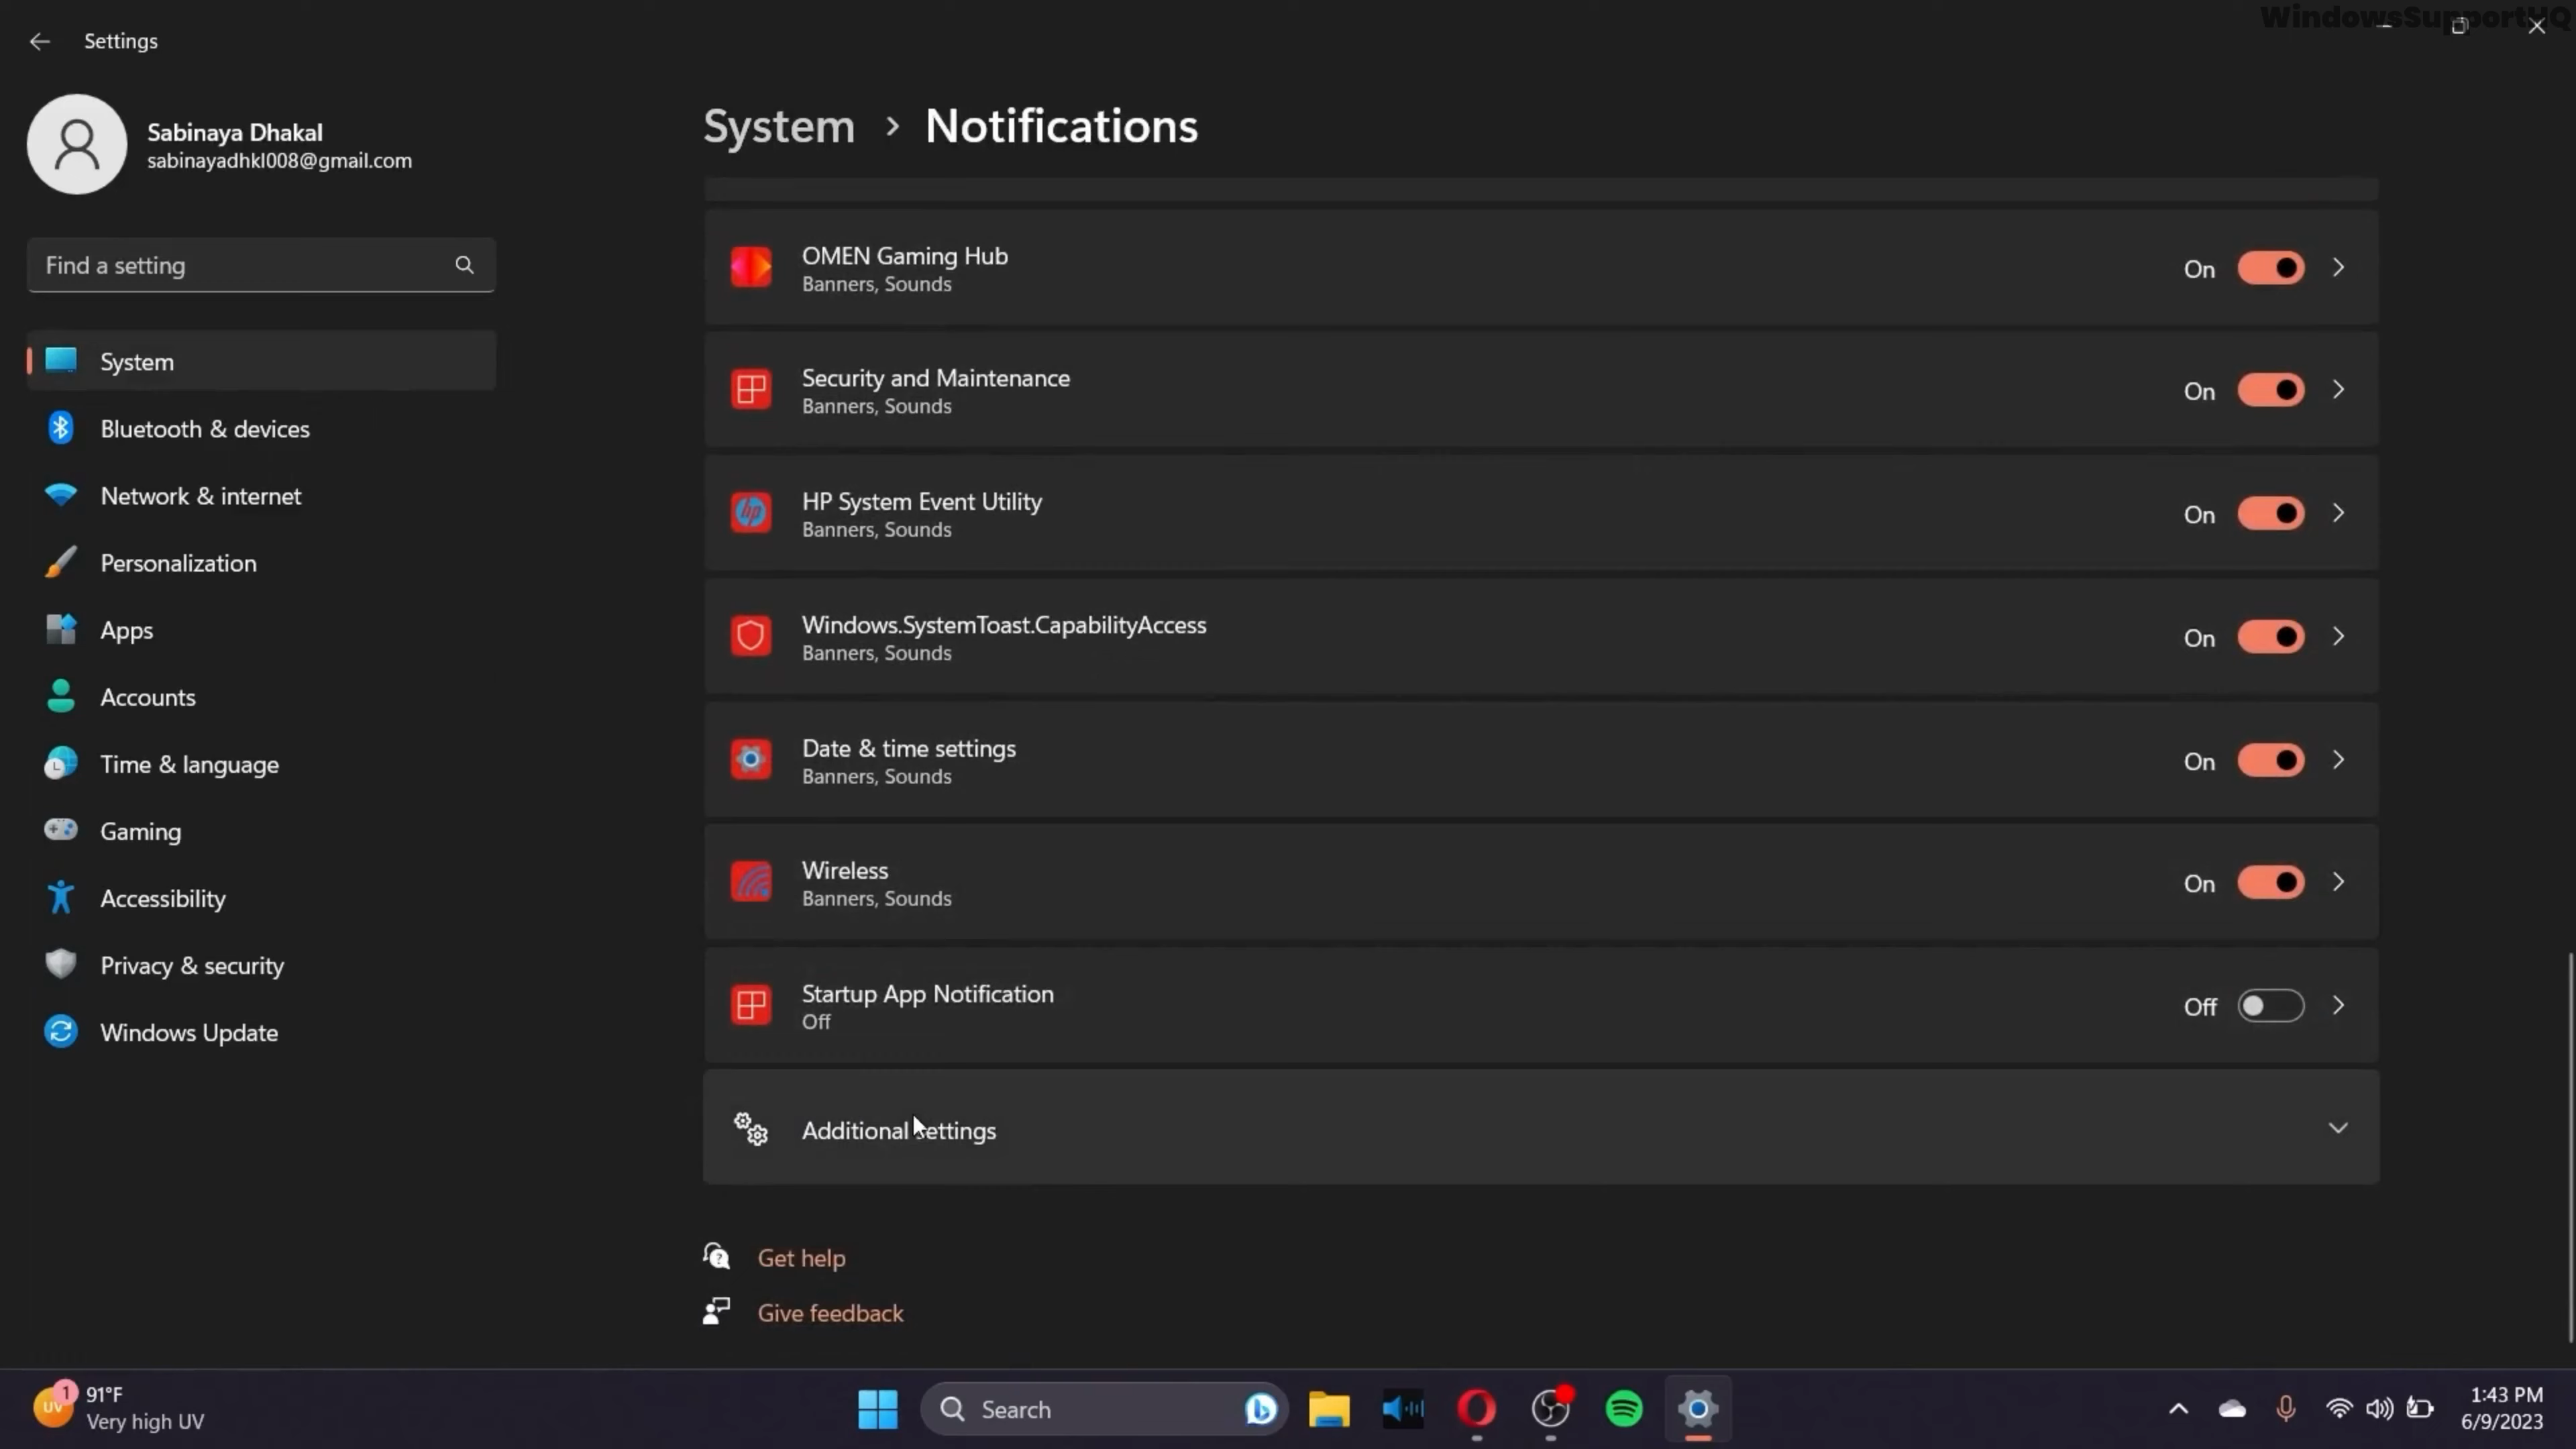 WindowsSupportHQ
Settings
Sabinaya Dhakal
sabinayadhkl008@gmail.com
Find a setting
System
Bluetooth & devices
Network & internet
Personalization
Apps
Accounts
Time & language
Gaming
Accessibility
Privacy & security
Windows Update
System > Notifications
OMEN Gaming Hub
Banners, Sounds
On
Security and Maintenance
Banners, Sounds
On
HP System Event Utility
Banners, Sounds
On
Windows.SystemToast.CapabilityAccess
Banners, Sounds
On
Date & time settings
Banners, Sounds
On
Wireless
Banners, Sounds
On
Startup App Notification
Off
Off
Additional settings
Get help
Give feedback
UV
1
91°F
Very high UV
Search
1:43 PM
6/9/2023